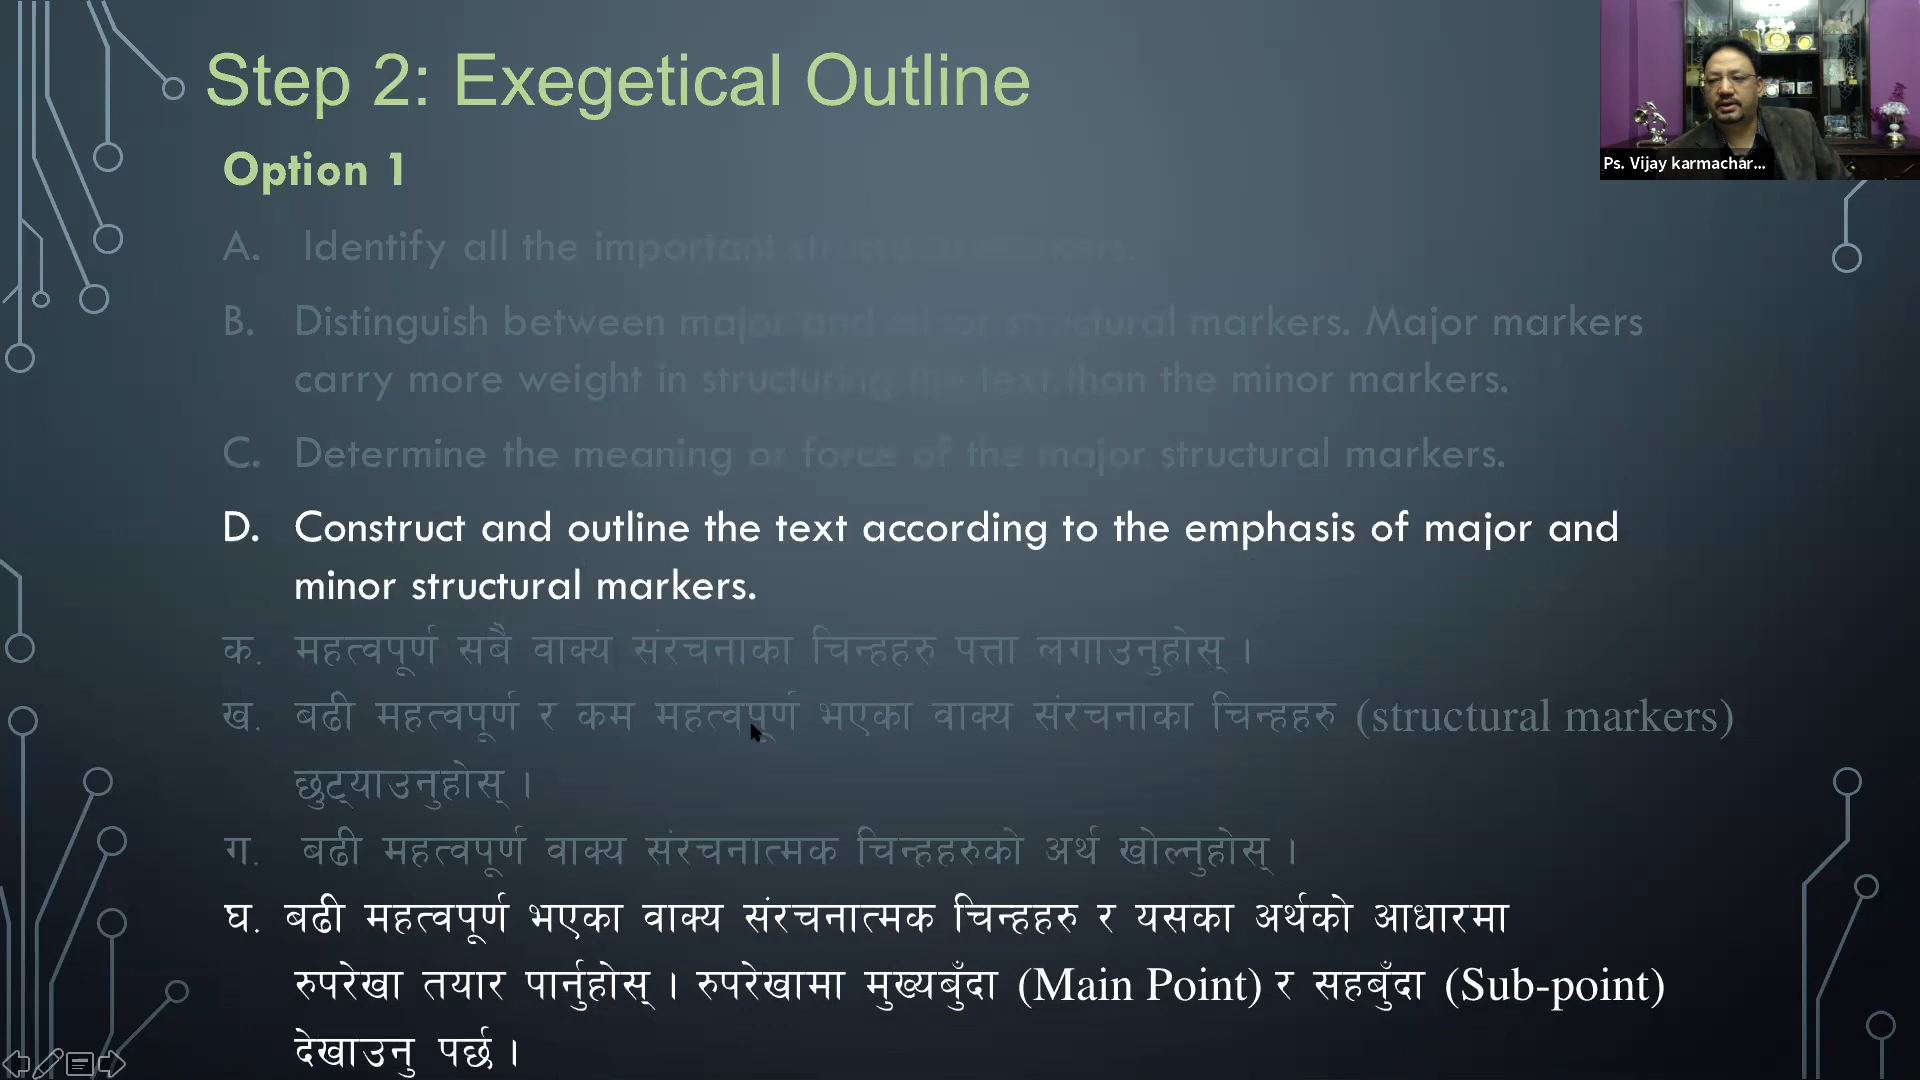 Step 2: Exegetical Outline
Ps. Vijay karmachar...
Option 1
A. Identify all the important structural markers.
B. Distinguish between major and minor structural markers. Major markers
carry more weight in structuring the text than the minor markers.
C. Determine the meaning or force of the major structural markers.
D. Construct and outline the text according to the emphasis of major and
minor structural markers.
क. महत्वपूर्ण सबै वाक्य संरचनाका चिन्हहरु पत्ता लगाउनुहोस् ।
ख. बढी महत्वपूर्ण र कम महत्वपूर्ण भएका वाक्य संरचनाका चिन्हहरु (structural markers)
छुट्याउनुहोस् ।
ग. बढी महत्वपूर्ण वाक्य संरचनात्मक चिन्हहरुको अर्थ खोल्नुहोस् ।
घ. बढी महत्वपूर्ण भएका वाक्य संरचनात्मक चिन्हहरु र यसका अर्थको आधारमा
रुपरेखा तयार पार्नुहोस् । रुपरेखामा मुख्यबुँदा (Main Point) र सहबुँदा (Sub-point)
देखाउनु पर्छ ।